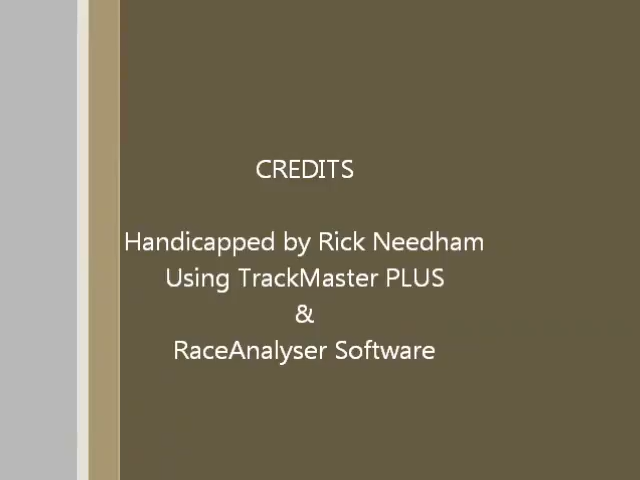 CREDITS
Handicapped by Rick Needham
Using TrackMaster PLUS
&
RaceAnalyser Software